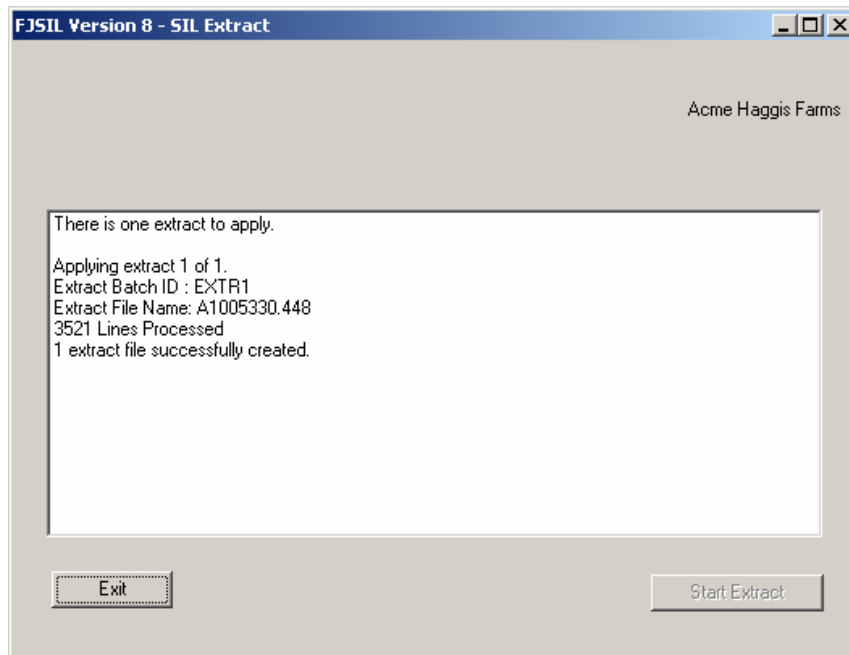 FJSIL Version 8 - SIL Extract
Acme Haggis Farms
There is one extract to apply.
Applying extract 1 of 1.
Extract Batch ID : EXTR1
Extract File Name: A1005330.448
3521 Lines Processed
1 extract file successfully created.
Exit
Start Extract